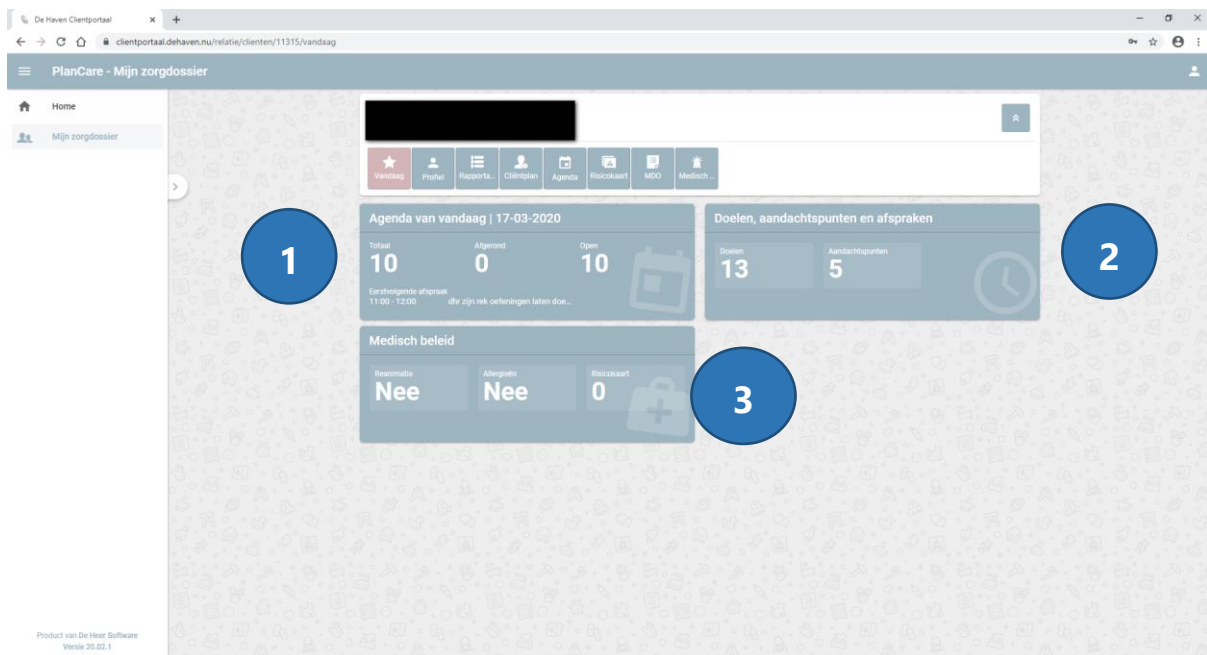 De Haven Clientportaal
clientportaal.dehaven.nu/relatie/clienten/11315/vandaag
PlanCare - Mijn zorgdossier
Home
Mijn zorgdossier
Vandaag Profiel Rapporta... Cliëntplan Agenda Risicokaart MDO Medisch ...
Agenda van vandaag | 17-03-2020
Totaal Afgerond Open
10 0 10
Eerstvolgende afspraak
11:00 - 12:00 dhr zijn rek oefeningen laten doe...
1
Doelen, aandachtspunten en afspraken
Doelen Aandachtspunten
13 5
2
Medisch beleid
Reanimatie Allergieën Risicokaart
Nee Nee 0
3
Product van De Heer Software
Versie 20.02.1